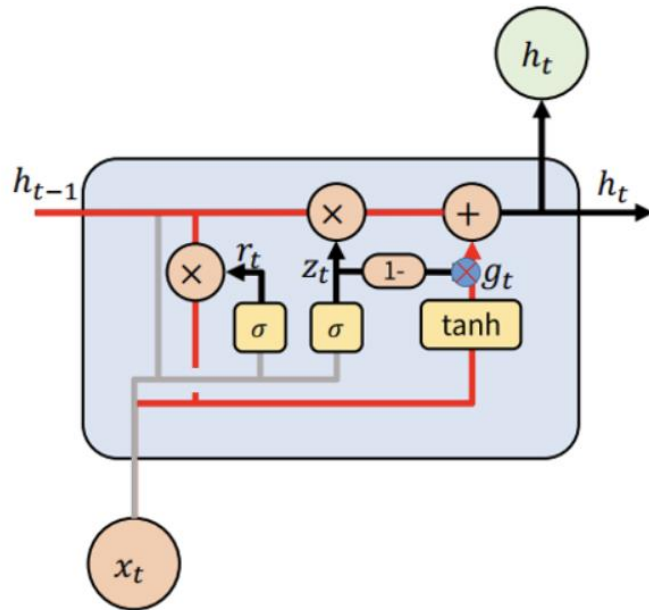 h_t
h_{t-1}
×
+
h_t
×
r_t
z_t
1-
×
g_t
σ
σ
tanh
x_t